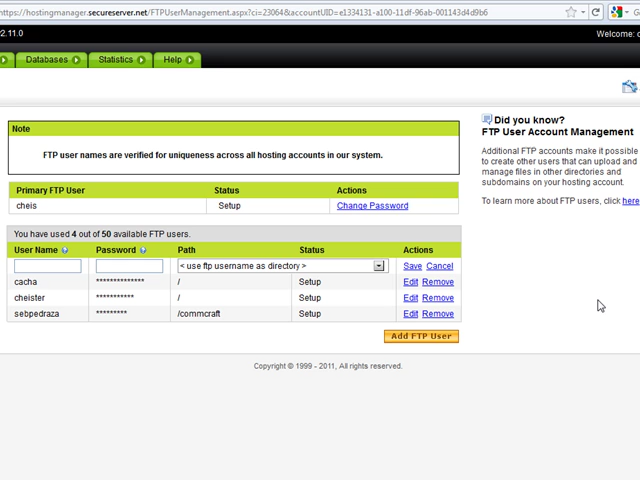 https://hostingmanager.secureserver.net/FTPUserManagement.aspx?ci=23064&accountUID=e1334131-a100-11df-96ab-001143d4d9b6
2.11.0
Welcome: c
Databases
Statistics
Help
Note
FTP user names are verified for uniqueness across all hosting accounts in our system.
Primary FTP User Status Actions
cheis Setup Change Password
You have used 4 out of 50 available FTP users.
User Name Password Path Status Actions
< use ftp username as directory > Save Cancel
cacha ************** / Setup Edit Remove
cheister *********** / Setup Edit Remove
sebpedraza ********* /commcraft Setup Edit Remove
Add FTP User
Did you know?
FTP User Account Management
Additional FTP accounts make it possible
to create other users that can upload and
manage files in other directories and
subdomains on your hosting account.
To learn more about FTP users, click here
Copyright © 1999 - 2011, All rights reserved.